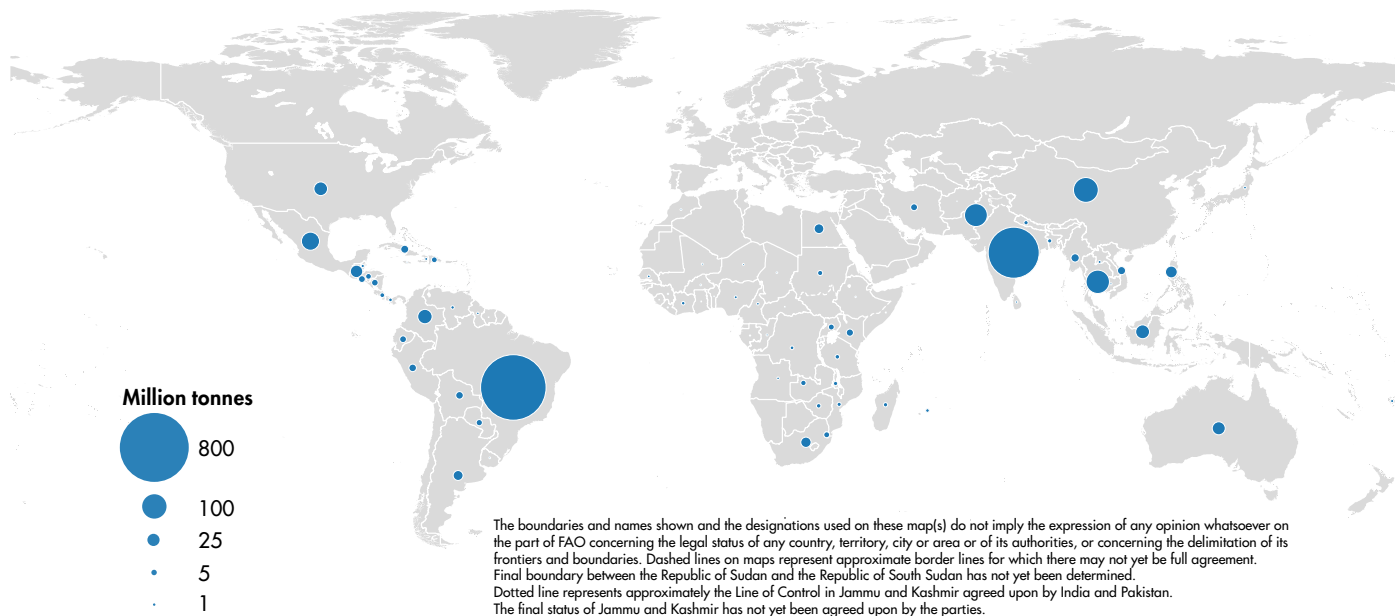 Million tonnes
800
100
25
5
1
The boundaries and names shown and the designations used on these map(s) do not imply the expression of any opinion whatsoever on
the part of FAO concerning the legal status of any country, territory, city or area or of its authorities, or concerning the delimitation of its
frontiers and boundaries. Dashed lines on maps represent approximate border lines for which there may not yet be full agreement.
Final boundary between the Republic of Sudan and the Republic of South Sudan has not yet been determined.
Dotted line represents approximately the Line of Control in Jammu and Kashmir agreed upon by India and Pakistan.
The final status of Jammu and Kashmir has not yet been agreed upon by the parties.